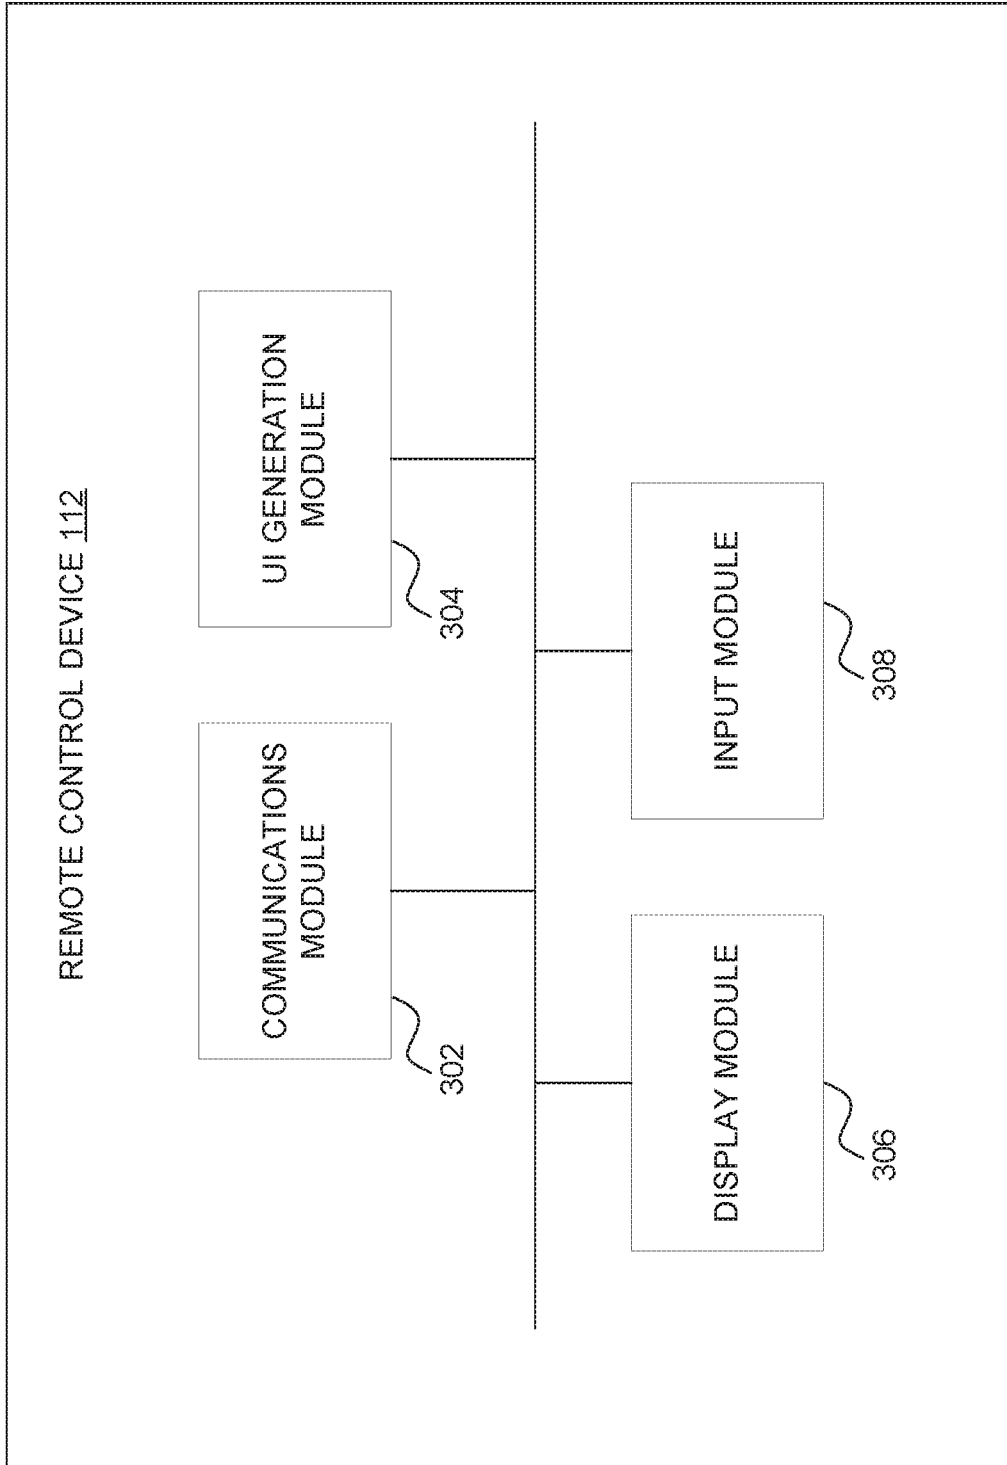 REMOTE CONTROL DEVICE 112
COMMUNICATIONS
MODULE
302
UI GENERATION
MODULE
304
DISPLAY MODULE
306
INPUT MODULE
308